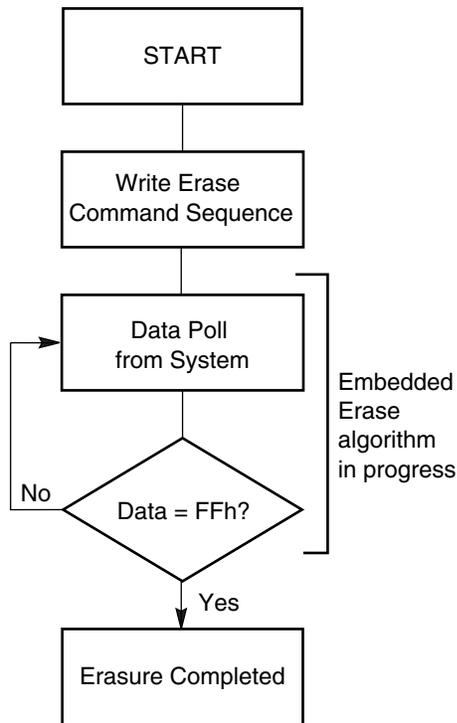 START
Write Erase
Command Sequence
Data Poll
from System
Embedded
Erase
algorithm
in progress
No
Data = FFh?
Yes
Erasure Completed